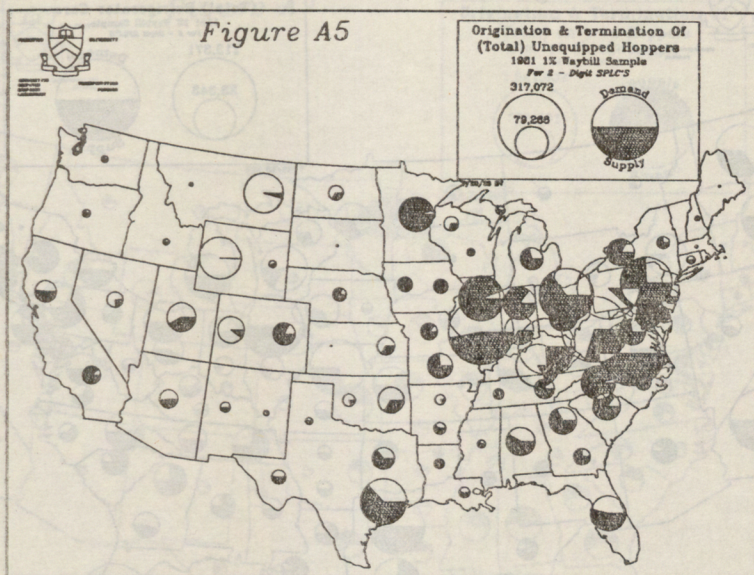 Figure A5
Origination & Termination Of
(Total) Unequipped Hoppers
1981 1% Waybill Sample
For 2 - Digit SPLC'S
317,072
79,268
Demand
Supply